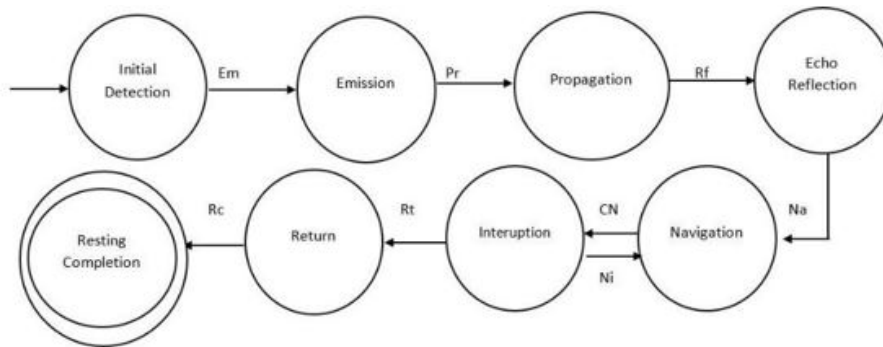 Initial
Detection
Em
Emission
Pr
Propagation
Rf
Echo
Reflection
Resting
Completion
Rc
Return
Rt
Interuption
CN
Ni
Navigation
Na